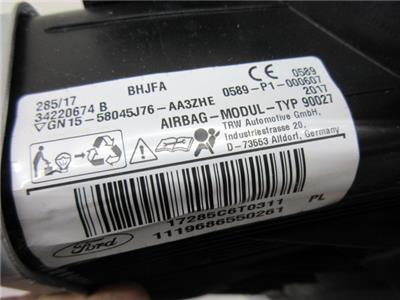 BHJFA
285/17
34220674 B
GN15-58045J76-AA3ZHE
CE 0589
0589-P1-000607
2017
AIRBAG-MODUL-TYP 90027
TRW Automotive GmbH,
Industriestrasse 20,
D-73553 Alfdorf, Germany
17285C6T0311
PL
1119686550261
Ford